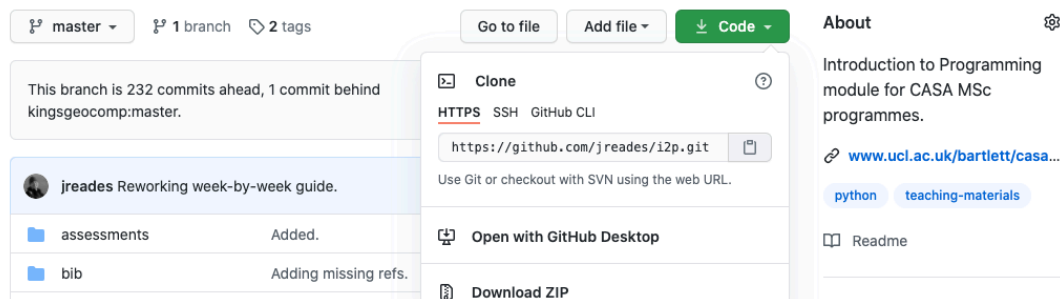 master
1 branch
2 tags
Go to file
Add file
Code
This branch is 232 commits ahead, 1 commit behind
kingsgeocomp:master.
jreades Reworking week-by-week guide.
assessments Added.
bib Adding missing refs.
Clone
HTTPS SSH GitHub CLI
https://github.com/jreades/i2p.git
Use Git or checkout with SVN using the web URL.
Open with GitHub Desktop
Download ZIP
About
Introduction to Programming
module for CASA MSc
programmes.
www.ucl.ac.uk/bartlett/casa...
python teaching-materials
Readme